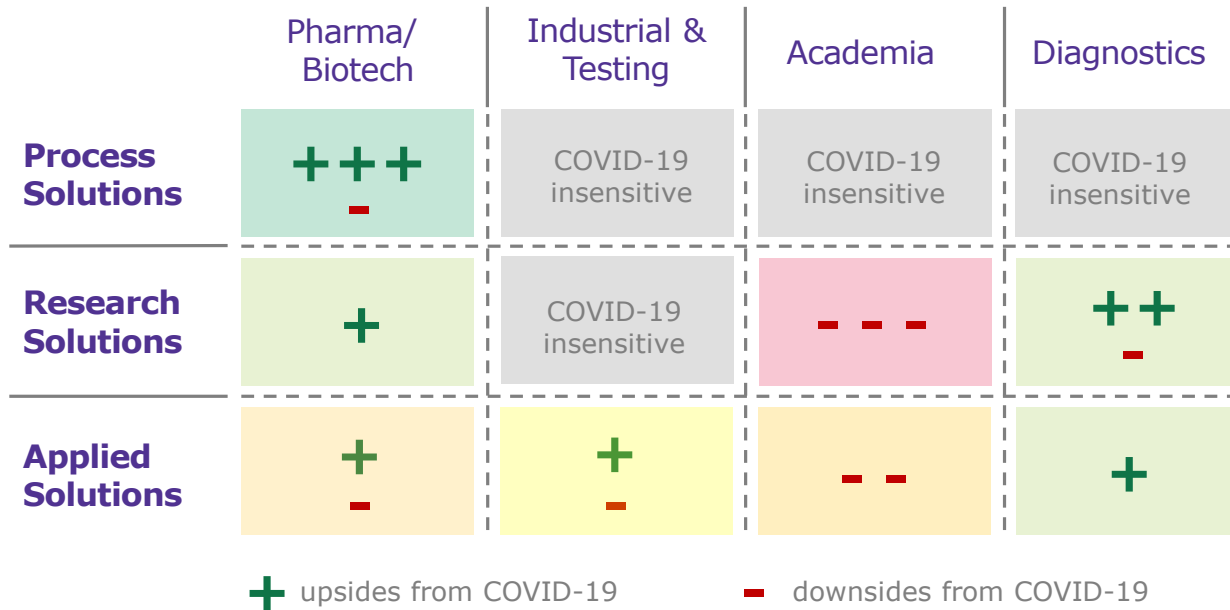 Pharma/
Biotech
Industrial &
Testing
Academia
Diagnostics
Process
Solutions
+ + +
-
COVID-19
insensitive
COVID-19
insensitive
COVID-19
insensitive
Research
Solutions
+
COVID-19
insensitive
- - -
+ +
-
Applied
Solutions
+
-
+
-
- -
+
+ upsides from COVID-19
- downsides from COVID-19